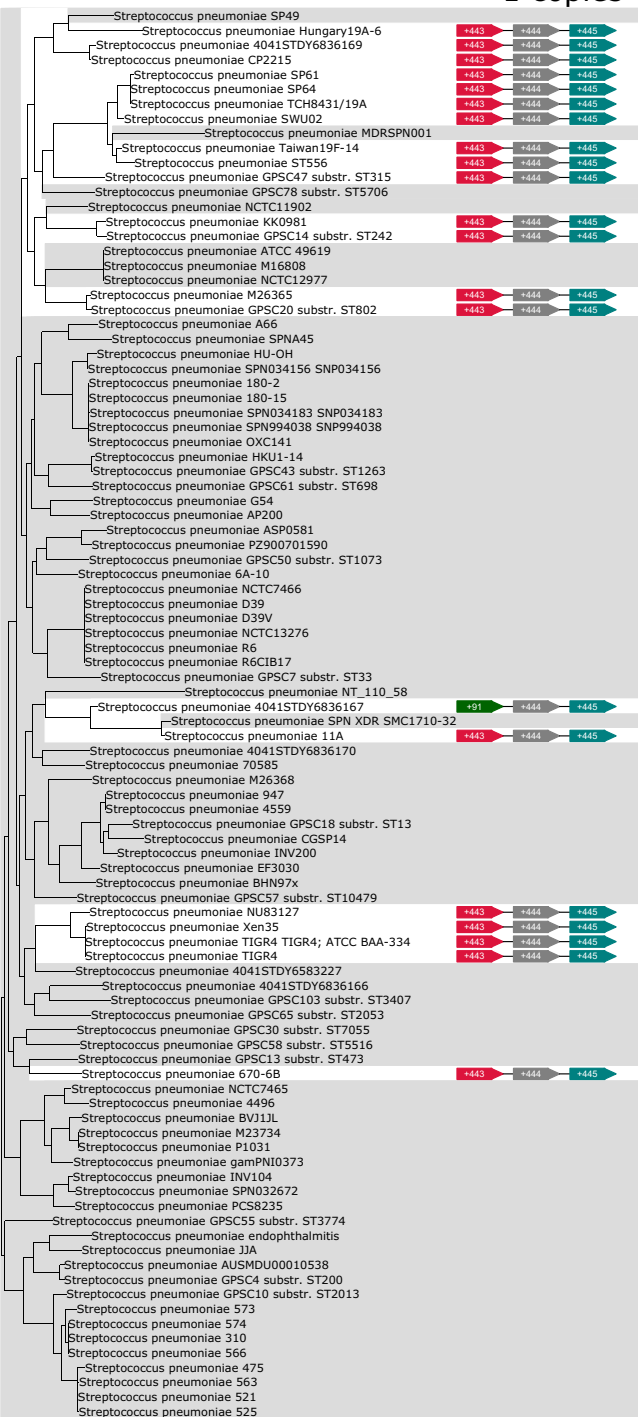 Streptococcus pneumoniae SP49
Streptococcus pneumoniae Hungary19A-6 +443 +444 +445
Streptococcus pneumoniae 4041STDY6836169 +443 +444 +445
Streptococcus pneumoniae CP2215 +443 +444 +445
Streptococcus pneumoniae SP61 +443 +444 +445
Streptococcus pneumoniae SP64 +443 +444 +445
Streptococcus pneumoniae TCH8431/19A +443 +444 +445
Streptococcus pneumoniae SWU02 +443 +444 +445
Streptococcus pneumoniae MDRSPN001
Streptococcus pneumoniae Taiwan19F-14 +443 +444 +445
Streptococcus pneumoniae ST556 +443 +444 +445
Streptococcus pneumoniae GPSC47 substr. ST315 +443 +444 +445
Streptococcus pneumoniae GPSC78 substr. ST5706
Streptococcus pneumoniae NCTC11902
Streptococcus pneumoniae KK0981 +443 +444 +445
Streptococcus pneumoniae GPSC14 substr. ST242 +443 +444 +445
Streptococcus pneumoniae ATCC 49619
Streptococcus pneumoniae M16808
Streptococcus pneumoniae NCTC12977
Streptococcus pneumoniae M26365 +443 +444 +445
Streptococcus pneumoniae GPSC20 substr. ST802 +443 +444 +445
Streptococcus pneumoniae A66
Streptococcus pneumoniae SPNA45
Streptococcus pneumoniae HU-OH
Streptococcus pneumoniae SPN034156 SNP034156
Streptococcus pneumoniae 180-2
Streptococcus pneumoniae 180-15
Streptococcus pneumoniae SPN034183 SNP034183
Streptococcus pneumoniae SPN994038 SNP994038
Streptococcus pneumoniae OXC141
Streptococcus pneumoniae HKU1-14
Streptococcus pneumoniae GPSC43 substr. ST1263
Streptococcus pneumoniae GPSC61 substr. ST698
Streptococcus pneumoniae G54
Streptococcus pneumoniae AP200
Streptococcus pneumoniae ASP0581
Streptococcus pneumoniae PZ900701590
Streptococcus pneumoniae GPSC50 substr. ST1073
Streptococcus pneumoniae 6A-10
Streptococcus pneumoniae NCTC7466
Streptococcus pneumoniae D39
Streptococcus pneumoniae D39V
Streptococcus pneumoniae NCTC13276
Streptococcus pneumoniae R6
Streptococcus pneumoniae R6CIB17
Streptococcus pneumoniae GPSC7 substr. ST33
Streptococcus pneumoniae NT_110_58
Streptococcus pneumoniae 4041STDY6836167 +91 +444 +445
Streptococcus pneumoniae SPN XDR SMC1710-32
Streptococcus pneumoniae 11A +443 +444 +445
Streptococcus pneumoniae 4041STDY6836170
Streptococcus pneumoniae 70585
Streptococcus pneumoniae M26368
Streptococcus pneumoniae 947
Streptococcus pneumoniae 4559
Streptococcus pneumoniae GPSC18 substr. ST13
Streptococcus pneumoniae CGSP14
Streptococcus pneumoniae INV200
Streptococcus pneumoniae EF3030
Streptococcus pneumoniae BHN97x
Streptococcus pneumoniae GPSC57 substr. ST10479
Streptococcus pneumoniae NU83127 +443 +444 +445
Streptococcus pneumoniae Xen35 +443 +444 +445
Streptococcus pneumoniae TIGR4 TIGR4; ATCC BAA-334 +443 +444 +445
Streptococcus pneumoniae TIGR4 +443 +444 +445
Streptococcus pneumoniae 4041STDY6583227
Streptococcus pneumoniae 4041STDY6836166
Streptococcus pneumoniae GPSC103 substr. ST3407
Streptococcus pneumoniae GPSC65 substr. ST2053
Streptococcus pneumoniae GPSC30 substr. ST7055
Streptococcus pneumoniae GPSC58 substr. ST5516
Streptococcus pneumoniae GPSC13 substr. ST473
Streptococcus pneumoniae 670-6B +443 +444 +445
Streptococcus pneumoniae NCTC7465
Streptococcus pneumoniae 4496
Streptococcus pneumoniae BVJ1JL
Streptococcus pneumoniae M23734
Streptococcus pneumoniae P1031
Streptococcus pneumoniae gamPNI0373
Streptococcus pneumoniae INV104
Streptococcus pneumoniae SPN032672
Streptococcus pneumoniae PCS8235
Streptococcus pneumoniae GPSC55 substr. ST3774
Streptococcus pneumoniae endophthalmitis
Streptococcus pneumoniae JJA
Streptococcus pneumoniae AUSMDU00010538
Streptococcus pneumoniae GPSC4 substr. ST200
Streptococcus pneumoniae GPSC10 substr. ST2013
Streptococcus pneumoniae 573
Streptococcus pneumoniae 574
Streptococcus pneumoniae 310
Streptococcus pneumoniae 566
Streptococcus pneumoniae 475
Streptococcus pneumoniae 563
Streptococcus pneumoniae 521
Streptococcus pneumoniae 525